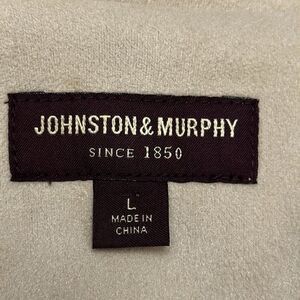 JOHNSTON & MURPHY
SINCE 1850
L
MADE IN
CHINA